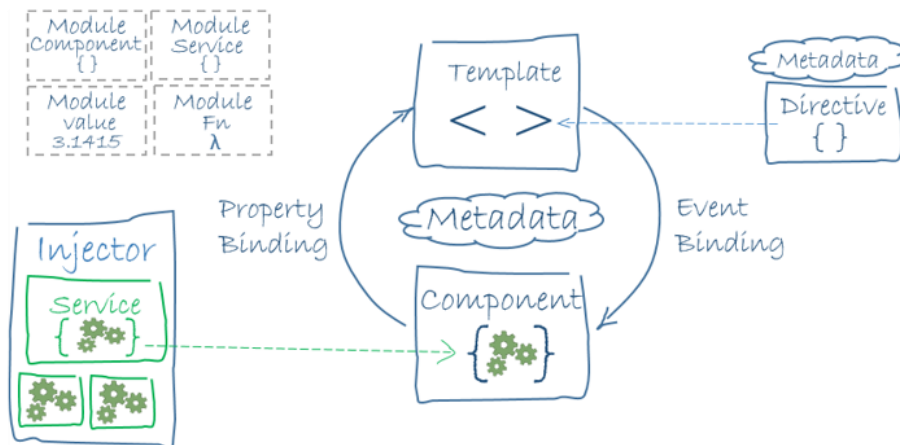 Module
Component
{ }
Module
Service
{ }
Module
value
3.1415
Module
Fn
λ
Template
< >
Metadata
Directive
{ }
Property
Binding
Metadata
Event
Binding
Injector
Service
{ }
Component
{ }